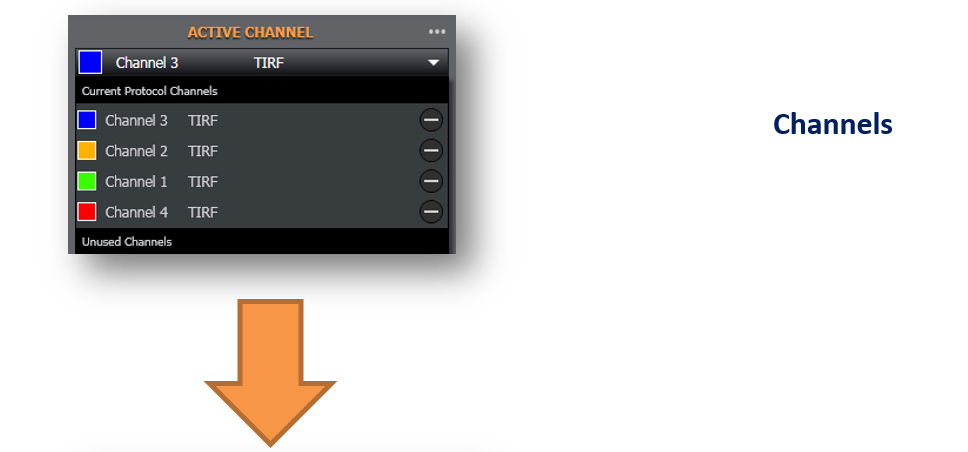 ACTIVE CHANNEL ...
Channel 3 TIRF
Current Protocol Channels
Channel 3 TIRF
Channel 2 TIRF
Channel 1 TIRF
Channel 4 TIRF
Unused Channels
Channels